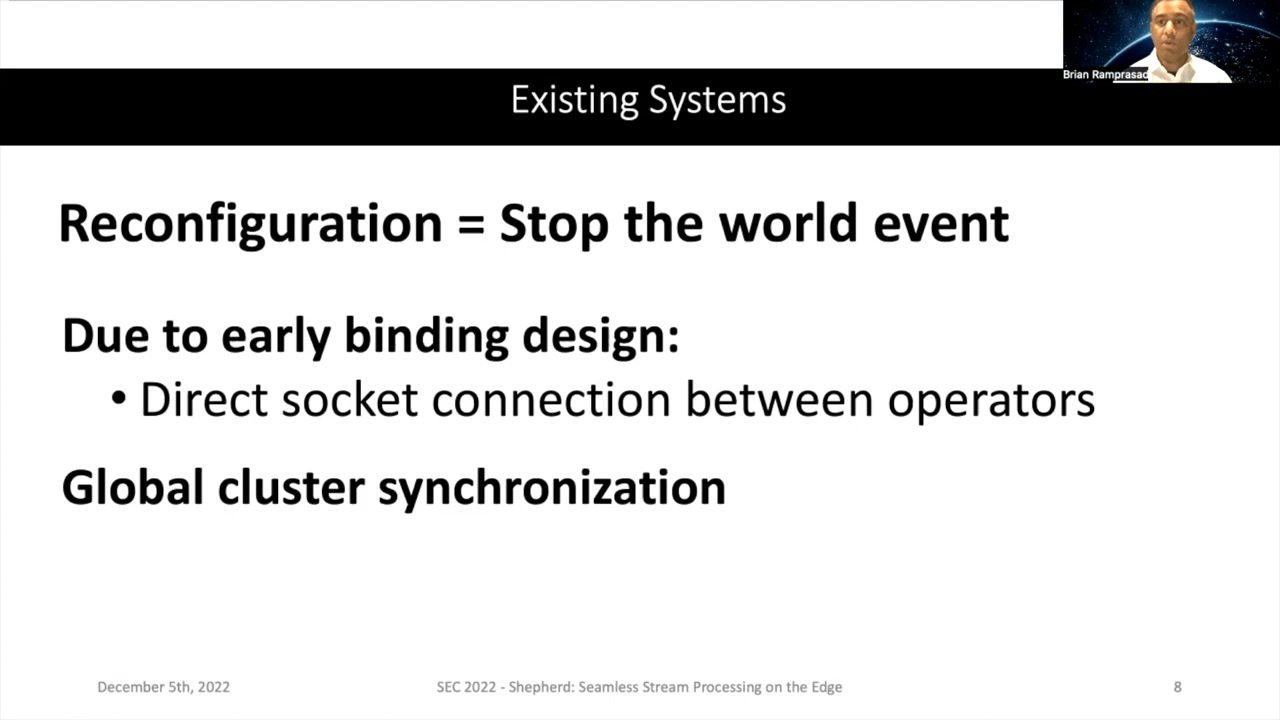 Brian Ramprasad
Existing Systems
Reconfiguration = Stop the world event
Due to early binding design:
• Direct socket connection between operators
Global cluster synchronization
December 5th, 2022
SEC 2022 - Shepherd: Seamless Stream Processing on the Edge
8